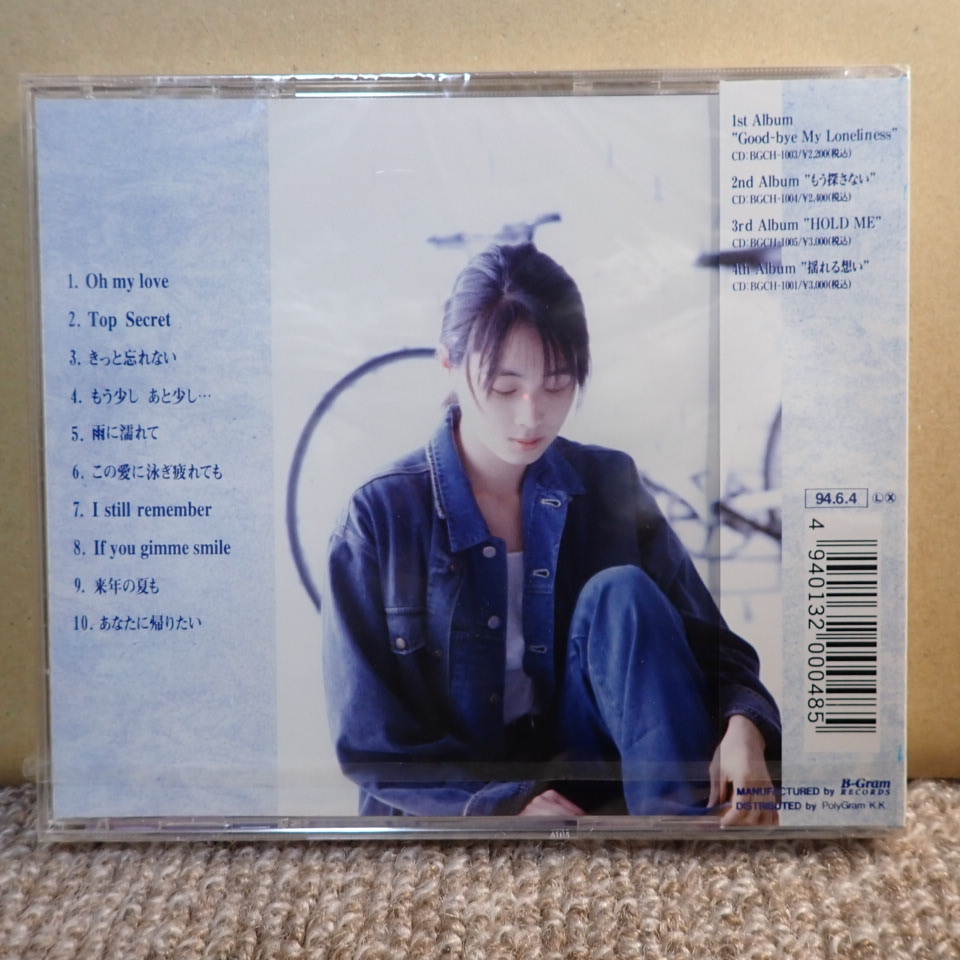 1. Oh my love
2. Top Secret
3. きっと忘れない
4. もう少し あと少し…
5. 雨に濡れて
6. この愛に泳ぎ疲れても
7. I still remember
8. If you gimme smile
9. 来年の夏も
10. あなたに帰りたい
1st Album
"Good-bye My Loneliness"
CD:BGCH-1003/¥2,200(税込)
2nd Album "もう探さない"
CD:BGCH-1004/¥2,400(税込)
3rd Album "HOLD ME"
CD:BGCH-1005/¥3,000(税込)
4th Album "揺れる想い"
CD:BGCH-1001/¥3,000(税込)
94.6.4 Ⓛ Ⓧ
4 940132 000485
MANUFACTURED by B-Gram RECORDS
DISTRIBUTED by PolyGram K.K